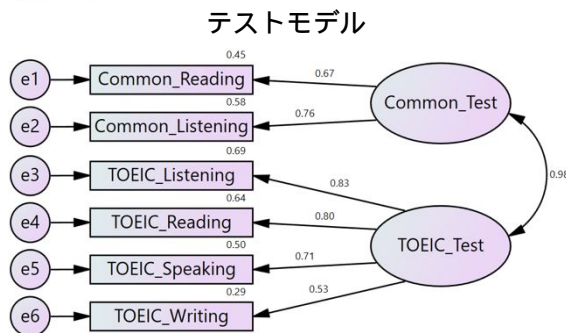 テストモデル
0.45
e1 Common_Reading 0.67
0.58
e2 Common_Listening 0.76
Common_Test
0.69
e3 TOEIC_Listening 0.83
0.98
0.64
e4 TOEIC_Reading 0.80
TOEIC_Test
0.50
e5 TOEIC_Speaking 0.71
0.29
e6 TOEIC_Writing 0.53